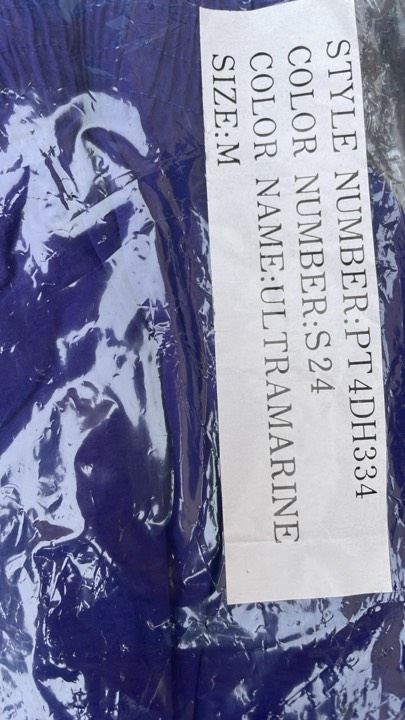 STYLE NUMBER:PT4DH334
COLOR NUMBER:S24
COLOR NAME:ULTRAMARINE
SIZE:M